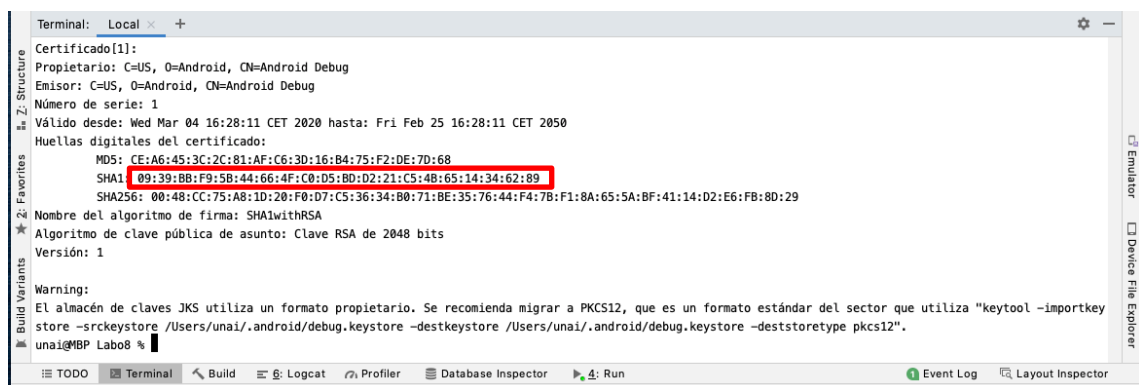 Terminal: Local × +
Certificado[1]:
Propietario: C=US, O=Android, CN=Android Debug
Emisor: C=US, O=Android, CN=Android Debug
Número de serie: 1
Válido desde: Wed Mar 04 16:28:11 CET 2020 hasta: Fri Feb 25 16:28:11 CET 2050
Huellas digitales del certificado:
MD5: CE:A6:45:3C:2C:81:AF:C6:3D:16:B4:75:F2:DE:7D:68
SHA1: 09:39:BB:F9:5B:44:66:4F:C0:D5:BD:D2:21:C5:4B:65:14:34:62:89
SHA256: 00:48:CC:75:A8:1D:20:F0:D7:C5:36:34:B0:71:BE:35:76:44:F4:7B:F1:8A:65:5A:BF:41:14:D2:E6:FB:8D:29
Nombre del algoritmo de firma: SHA1withRSA
Algoritmo de clave pública de asunto: Clave RSA de 2048 bits
Versión: 1
Warning:
El almacén de claves JKS utiliza un formato propietario. Se recomienda migrar a PKCS12, que es un formato estándar del sector que utiliza "keytool -importkey
store -srckeystore /Users/unai/.android/debug.keystore -destkeystore /Users/unai/.android/debug.keystore -deststoretype pkcs12".
unai@MBP Labo8 %
Z: Structure
2: Favorites
Build Variants
Emulator
Device File Explorer
TODO Terminal Build 6: Logcat Profiler Database Inspector 4: Run 1 Event Log Layout Inspector